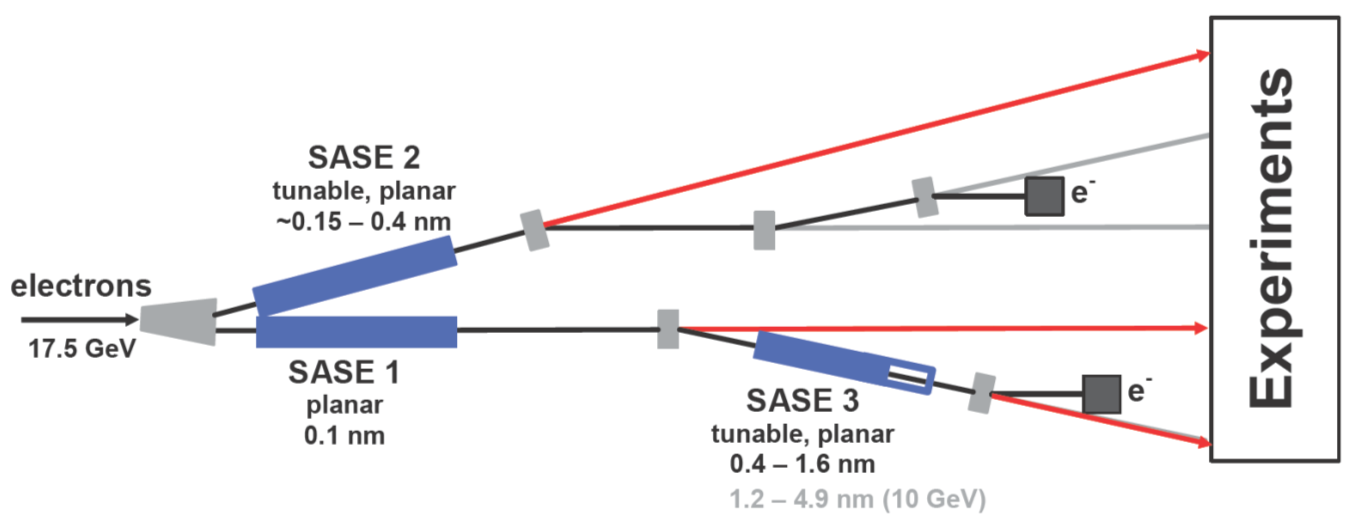 SASE 2
tunable, planar
~0.15 – 0.4 nm
electrons
17.5 GeV
SASE 1
planar
0.1 nm
e-
SASE 3
tunable, planar
0.4 – 1.6 nm
1.2 – 4.9 nm (10 GeV)
e-
Experiments